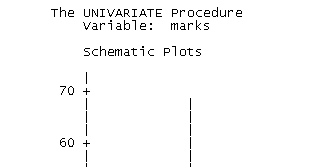 The UNIVARIATE Procedure
Variable: marks
Schematic Plots
70 +
60 +